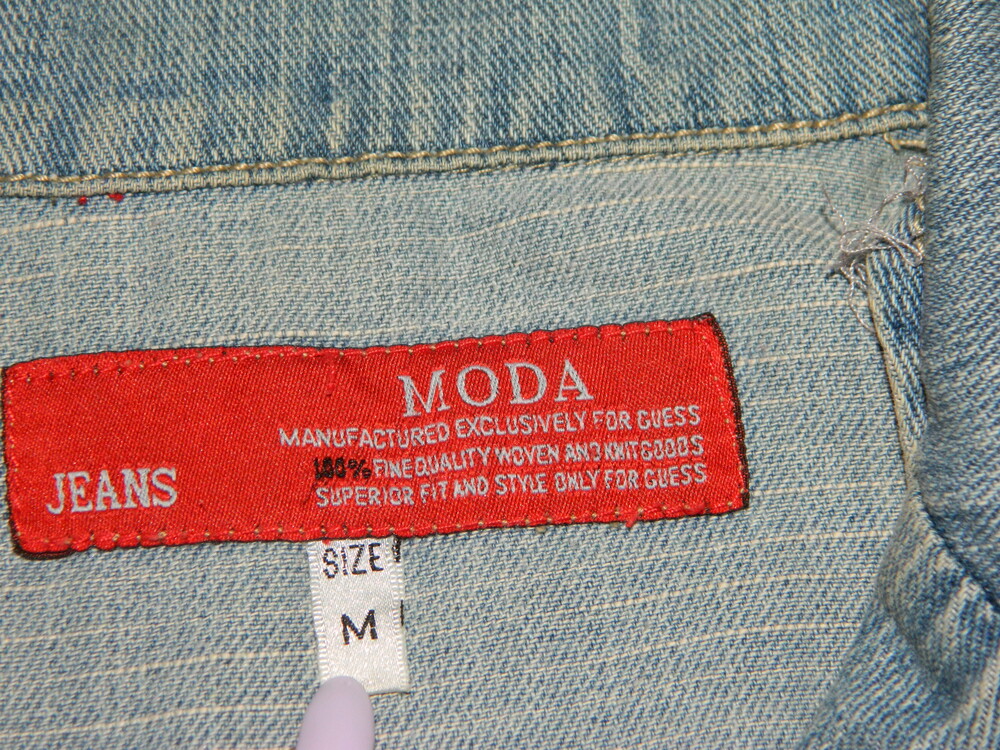 MODA
MANUFACTURED EXCLUSIVELY FOR GUESS
100% FINE QUALITY WOVEN AND KNIT GOODS
SUPERIOR FIT AND STYLE ONLY FOR GUESS
JEANS
SIZE
M